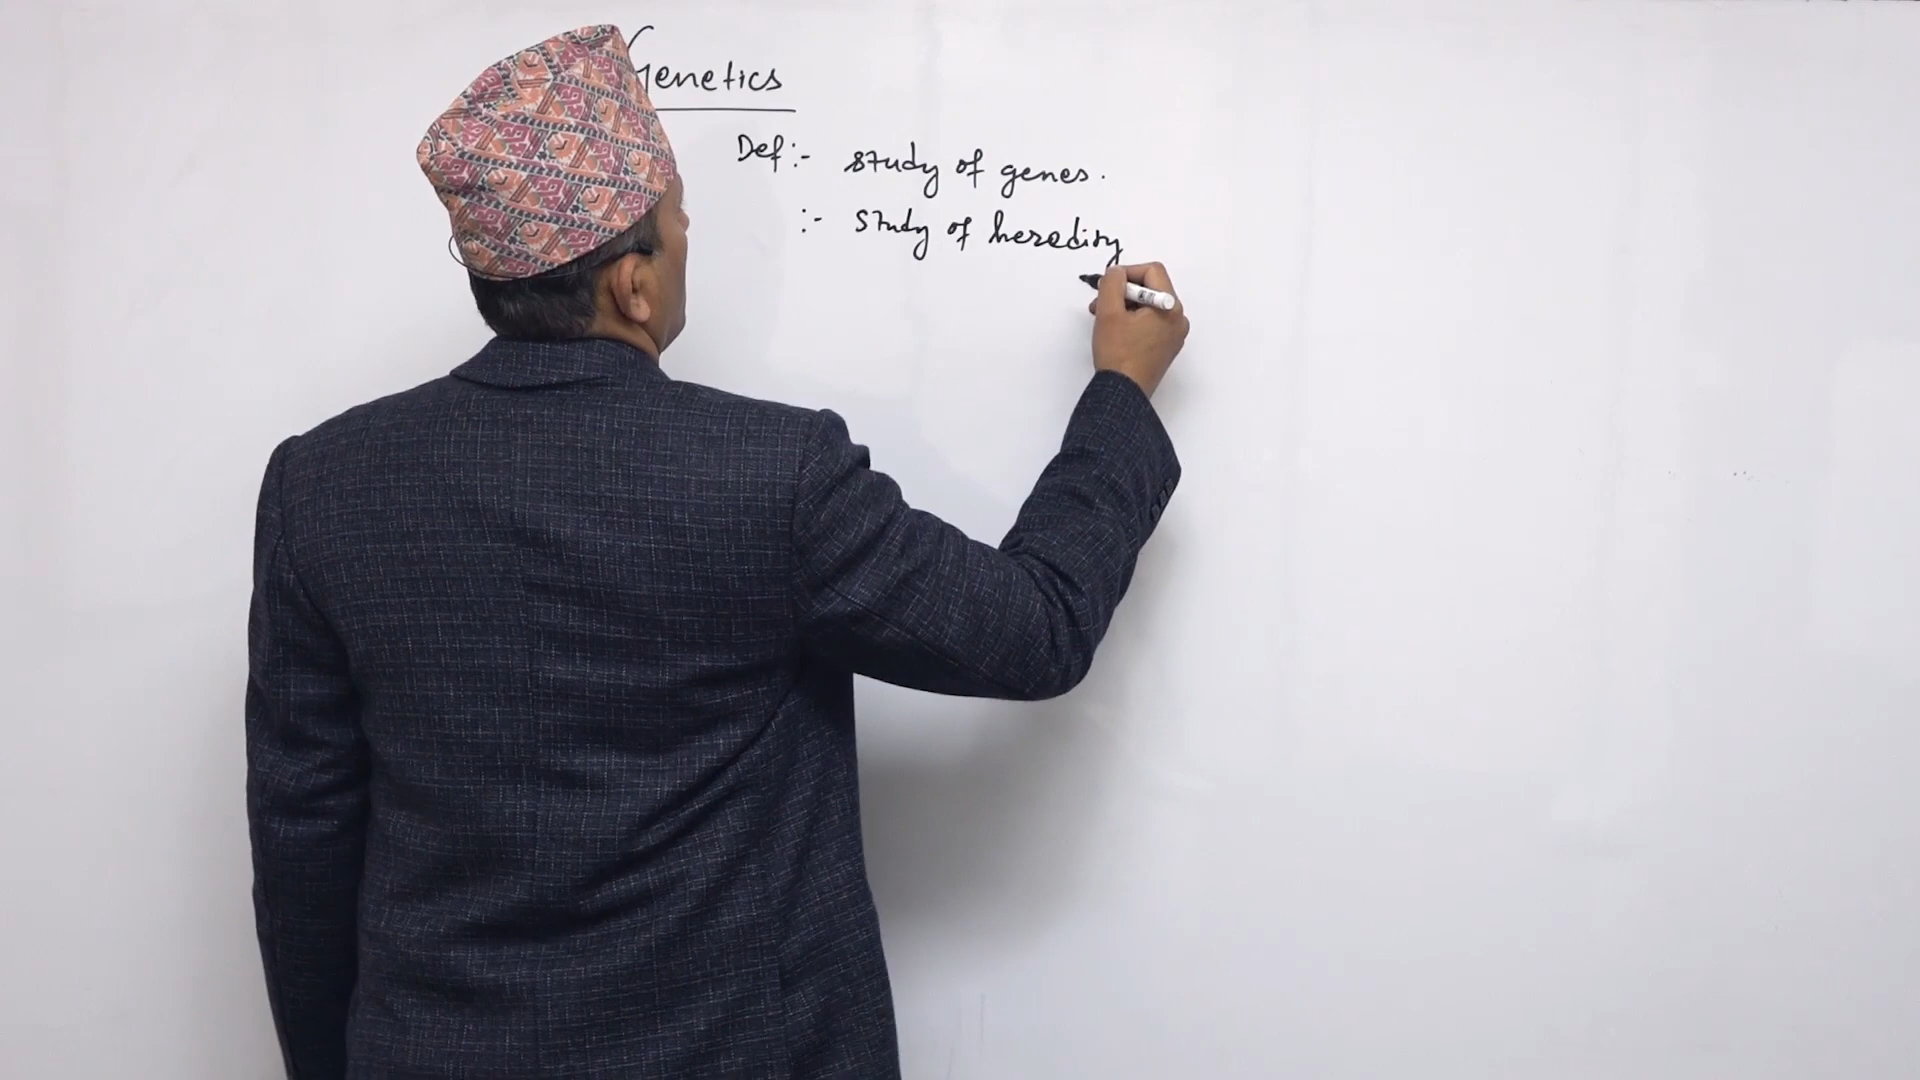 Genetics
Def:- study of genes.
:- study of heredity